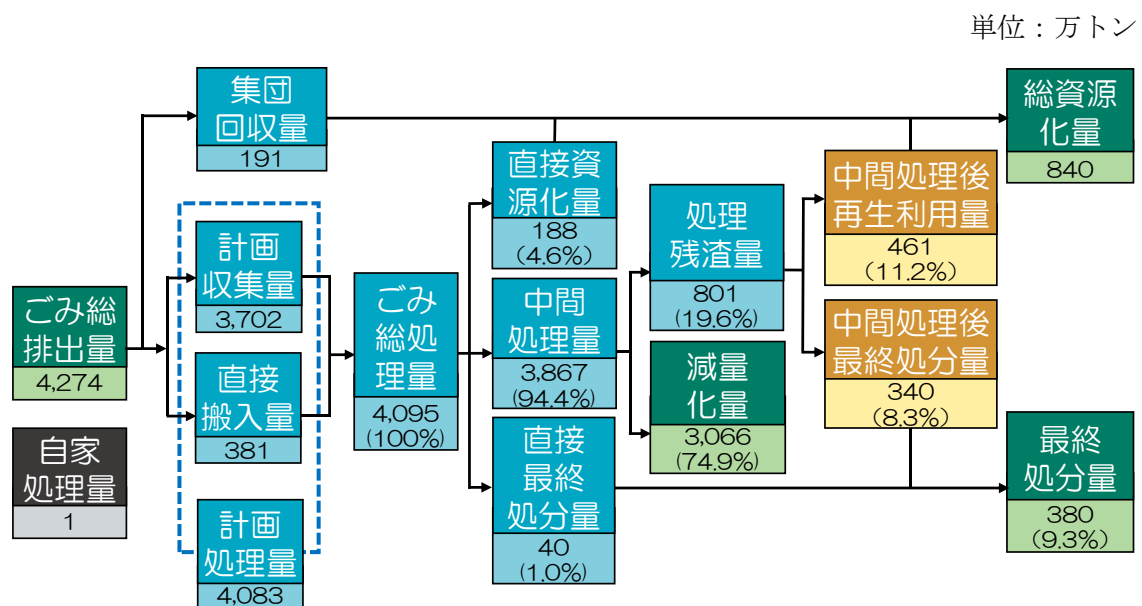 単位：万トン
集団
回収量
191
総資源
化量
840
直接資
源化量
188
(4.6%)
中間処理後
再生利用量
461
(11.2%)
処理
残渣量
801
(19.6%)
計画
収集量
3,702
ごみ総
排出量
4,274
ごみ
総処
理量
4,095
(100%)
中間
処理量
3,867
(94.4%)
中間処理後
最終処分量
340
(8.3%)
減量
化量
3,066
(74.9%)
直接
搬入量
381
自家
処理量
1
直接
最終
処分量
40
(1.0%)
最終
処分量
380
(9.3%)
計画
処理量
4,083